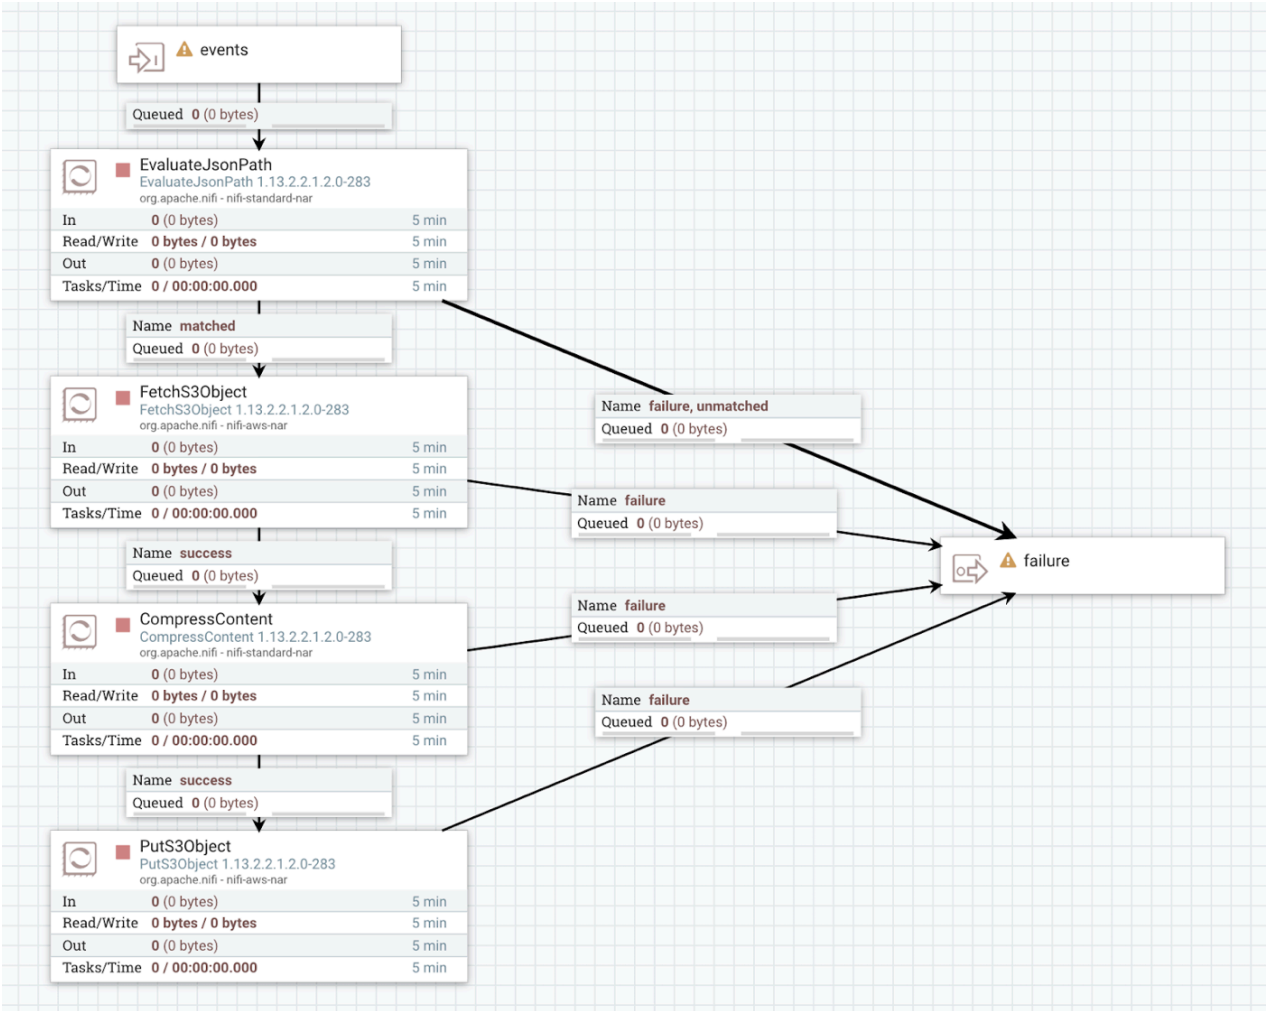 events
Queued 0 (0 bytes)
EvaluateJsonPath
EvaluateJsonPath 1.13.2.2.1.2.0-283
org.apache.nifi - nifi-standard-nar
In 0 (0 bytes) 5 min
Read/Write 0 bytes / 0 bytes 5 min
Out 0 (0 bytes) 5 min
Tasks/Time 0 / 00:00:00.000 5 min
Name matched
Queued 0 (0 bytes)
FetchS3Object
FetchS3Object 1.13.2.2.1.2.0-283
org.apache.nifi - nifi-aws-nar
In 0 (0 bytes) 5 min
Read/Write 0 bytes / 0 bytes 5 min
Out 0 (0 bytes) 5 min
Tasks/Time 0 / 00:00:00.000 5 min
Name success
Queued 0 (0 bytes)
CompressContent
CompressContent 1.13.2.2.1.2.0-283
org.apache.nifi - nifi-standard-nar
In 0 (0 bytes) 5 min
Read/Write 0 bytes / 0 bytes 5 min
Out 0 (0 bytes) 5 min
Tasks/Time 0 / 00:00:00.000 5 min
Name success
Queued 0 (0 bytes)
PutS3Object
PutS3Object 1.13.2.2.1.2.0-283
org.apache.nifi - nifi-aws-nar
In 0 (0 bytes) 5 min
Read/Write 0 bytes / 0 bytes 5 min
Out 0 (0 bytes) 5 min
Tasks/Time 0 / 00:00:00.000 5 min
Name failure, unmatched
Queued 0 (0 bytes)
Name failure
Queued 0 (0 bytes)
Name failure
Queued 0 (0 bytes)
Name failure
Queued 0 (0 bytes)
failure